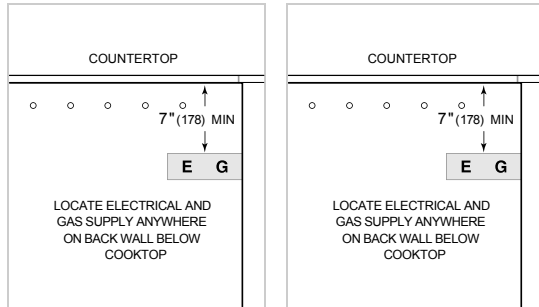 COUNTERTOP
7"(178) MIN
E G
LOCATE ELECTRICAL AND
GAS SUPPLY ANYWHERE
ON BACK WALL BELOW
COOKTOP
COUNTERTOP
7"(178) MIN
E G
LOCATE ELECTRICAL AND
GAS SUPPLY ANYWHERE
ON BACK WALL BELOW
COOKTOP